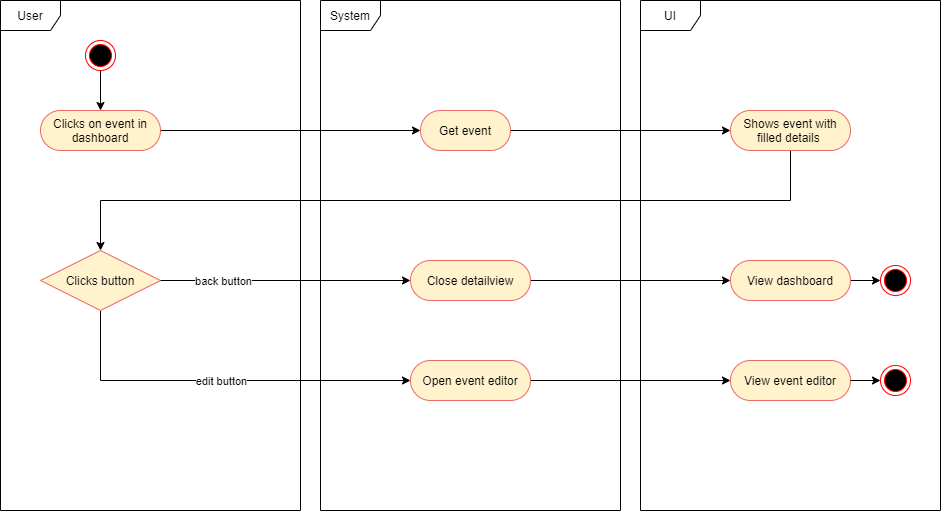 User
System
UI
Clicks on event in
dashboard
Get event
Shows event with
filled details
Clicks button
back button
Close detailview
View dashboard
edit button
Open event editor
View event editor